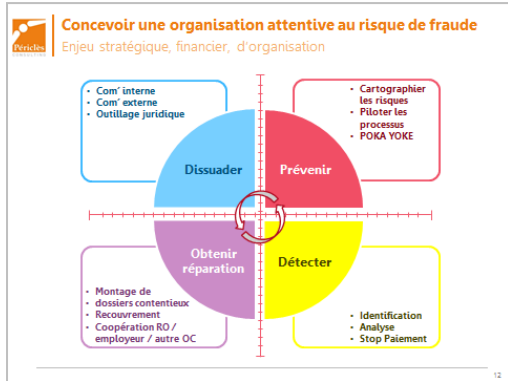 Concevoir une organisation attentive au risque de fraude
Enjeu stratégique, financier, d'organisation
Périclès
CONSULTING
• Com' interne
• Com' externe
• Outillage juridique
• Cartographier
les risques
• Piloter les
processus
• POKA YOKE
Dissuader
Prévenir
Obtenir
réparation
Détecter
• Montage de
• dossiers contentieux
• Recouvrement
• Coopération RO /
employeur / autre OC
• Identification
• Analyse
• Stop Paiement
12